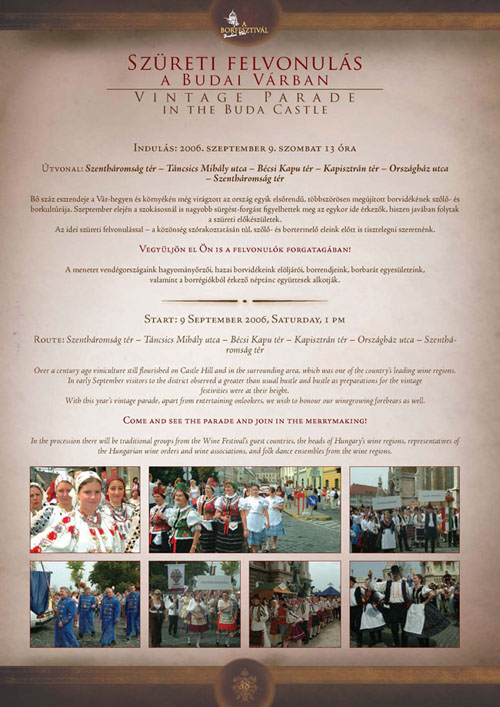 A
BORFESZTIVÁL
SZÜRETI FELVONULÁS
A BUDAI VÁRBAN
VINTAGE PARADE
IN THE BUDA CASTLE
INDULÁS: 2006. SZEPTEMBER 9. SZOMBAT 13 ÓRA
ÚTVONAL: Szentháromság tér – Táncsics Mihály utca – Bécsi Kapu tér – Kapisztrán tér – Országház utca
– Szentháromság tér
Bő száz esztendeje a Vár-hegyen és környékén még virágzott az ország egyik elsőrendű, többszörösen megújított borvidékének szőlő- és
borkultúrája. Szeptember elején a szokásosnál is nagyobb sürgést-forgást figyelhettek meg az egykor ide érkezők, hiszen javában folytak
a szüreti előkészületek.
Az idei szüreti felvonulással – a közönség szórakoztatásán túl, szőlő- és bortermelő eleink előtt is tisztelegni szeretnénk.
VEGYÜLJÖN EL ÖN IS A FELVONULÓK FORGATAGÁBAN!
A menetet vendégországaink hagyományőrzői, hazai borvidékeink elöljárói, borrendjeink, borbarát egyesületeink,
valamint a borrégiókból érkező néptánc együttesek alkotják.
START: 9 SEPTEMBER 2006, SATURDAY, 1 PM
ROUTE: Szentháromság tér – Táncsics Mihály utca – Bécsi Kapu tér – Kapisztrán tér – Országház utca – Szenthá-
romság tér
Over a century ago viniculture still flourished on Castle Hill and in the surrounding area, which was one of the country's leading wine regions.
In early September visitors to the district observed a greater than usual hustle and bustle as preparations for the vintage
festivities were at their height.
With this year's vintage parade, apart from entertaining onlookers, we wish to honour our winegrowing forebears as well.
COME AND SEE THE PARADE AND JOIN IN THE MERRYMAKING!
In the procession there will be traditional groups from the Wine Festival's guest countries, the heads of Hungary's wine regions, representatives of
the Hungarian wine orders and wine associations, and folk dance ensembles from the wine regions.
38